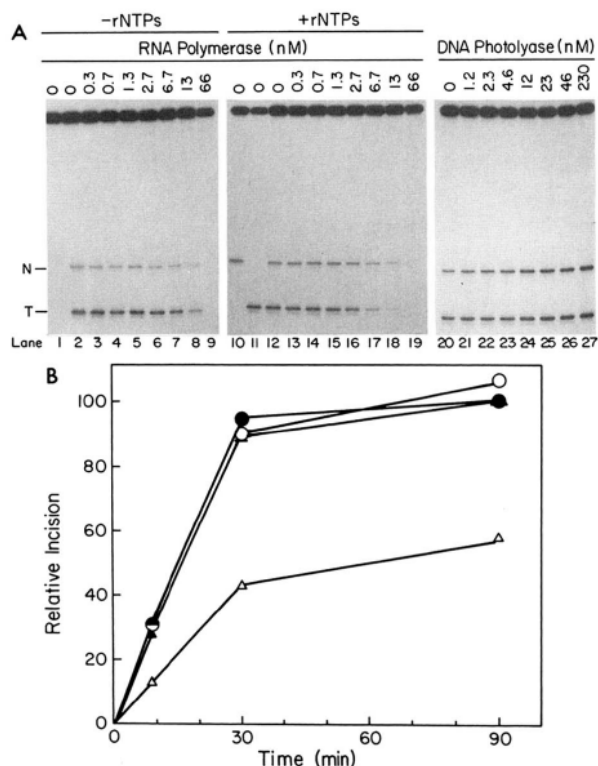 A
−rNTPs
+rNTPs
RNA Polymerase (nM)
DNA Photolyase (nM)
0 0 0.3 0.7 1.3 2.7 6.7 13 66
0 0 0 0.3 0.7 1.3 2.7 6.7 13 66
0 1.2 2.3 4.6 12 23 46 230
N
T
Lane 1 2 3 4 5 6 7 8 9 10 11 12 13 14 15 16 17 18 19 20 21 22 23 24 25 26 27
B
100
80
60
40
20
0
Relative Incision
0 30 60 90
Time (min)